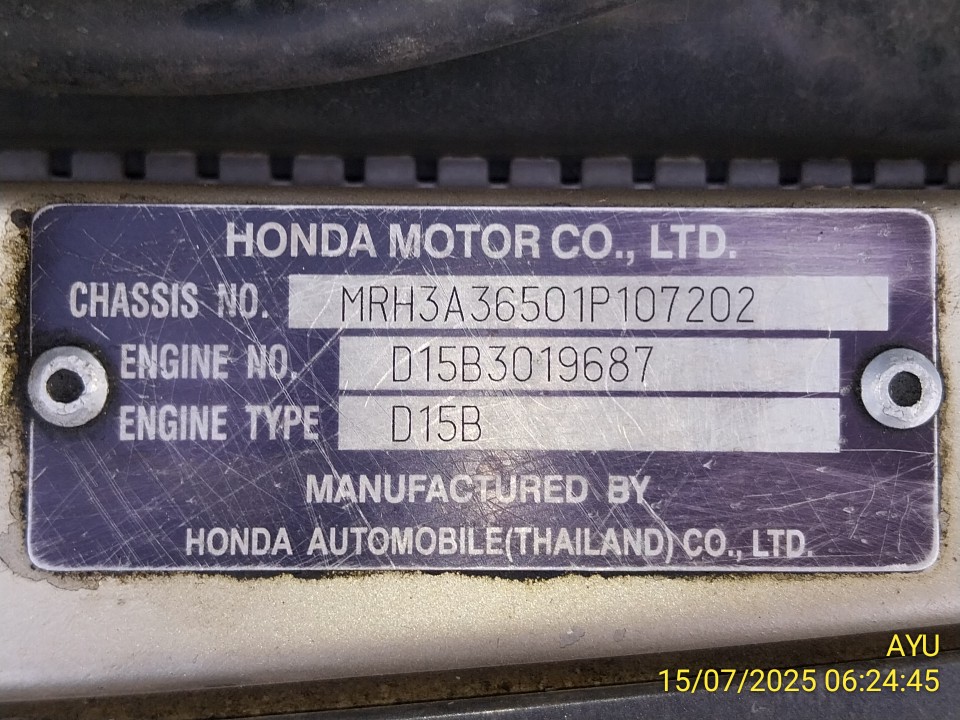 HONDA MOTOR CO., LTD.
CHASSIS NO. MRH3A36501P107202
ENGINE NO. D15B3019687
ENGINE TYPE D15B
MANUFACTURED BY
HONDA AUTOMOBILE(THAILAND) CO., LTD.
AYU
15/07/2025 06:24:45